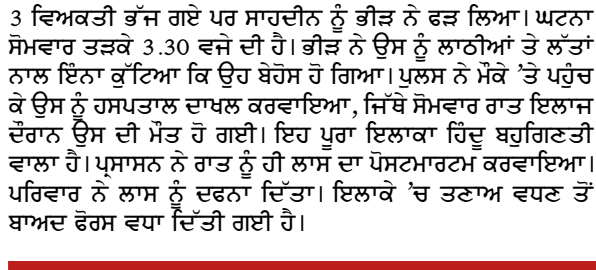 3 ਵਿਅਕਤੀ ਭੱਜ ਗਏ ਪਰ ਸਾਹਦੀਨ ਨੂੰ ਭੀੜ ਨੇ ਫੜ ਲਿਆ। ਘਟਨਾ
ਸੋਮਵਾਰ ਤੜਕੇ 3.30 ਵਜੇ ਦੀ ਹੈ। ਭੀੜ ਨੇ ਉਸ ਨੂੰ ਲਾਠੀਆਂ ਤੇ ਲੱਤਾਂ
ਨਾਲ ਇੰਨਾ ਕੁੱਟਿਆ ਕਿ ਉਹ ਬੇਹੋਸ ਹੋ ਗਿਆ। ਪੁਲਸ ਨੇ ਮੌਕੇ ’ਤੇ ਪਹੁੰਚ
ਕੇ ਉਸ ਨੂੰ ਹਸਪਤਾਲ ਦਾਖਲ ਕਰਵਾਇਆ, ਜਿੱਥੇ ਸੋਮਵਾਰ ਰਾਤ ਇਲਾਜ
ਦੌਰਾਨ ਉਸ ਦੀ ਮੌਤ ਹੋ ਗਈ। ਇਹ ਪੂਰਾ ਇਲਾਕਾ ਹਿੰਦੂ ਬਹੁਗਿਣਤੀ
ਵਾਲਾ ਹੈ। ਪ੍ਰਸਾਸਨ ਨੇ ਰਾਤ ਨੂੰ ਹੀ ਲਾਸ ਦਾ ਪੋਸਟਮਾਰਟਮ ਕਰਵਾਇਆ।
ਪਰਿਵਾਰ ਨੇ ਲਾਸ ਨੂੰ ਦਫਨਾ ਦਿੱਤਾ। ਇਲਾਕੇ ’ਚ ਤਣਾਅ ਵਧਣ ਤੋਂ
ਬਾਅਦ ਫੋਰਸ ਵਧਾ ਦਿੱਤੀ ਗਈ ਹੈ।